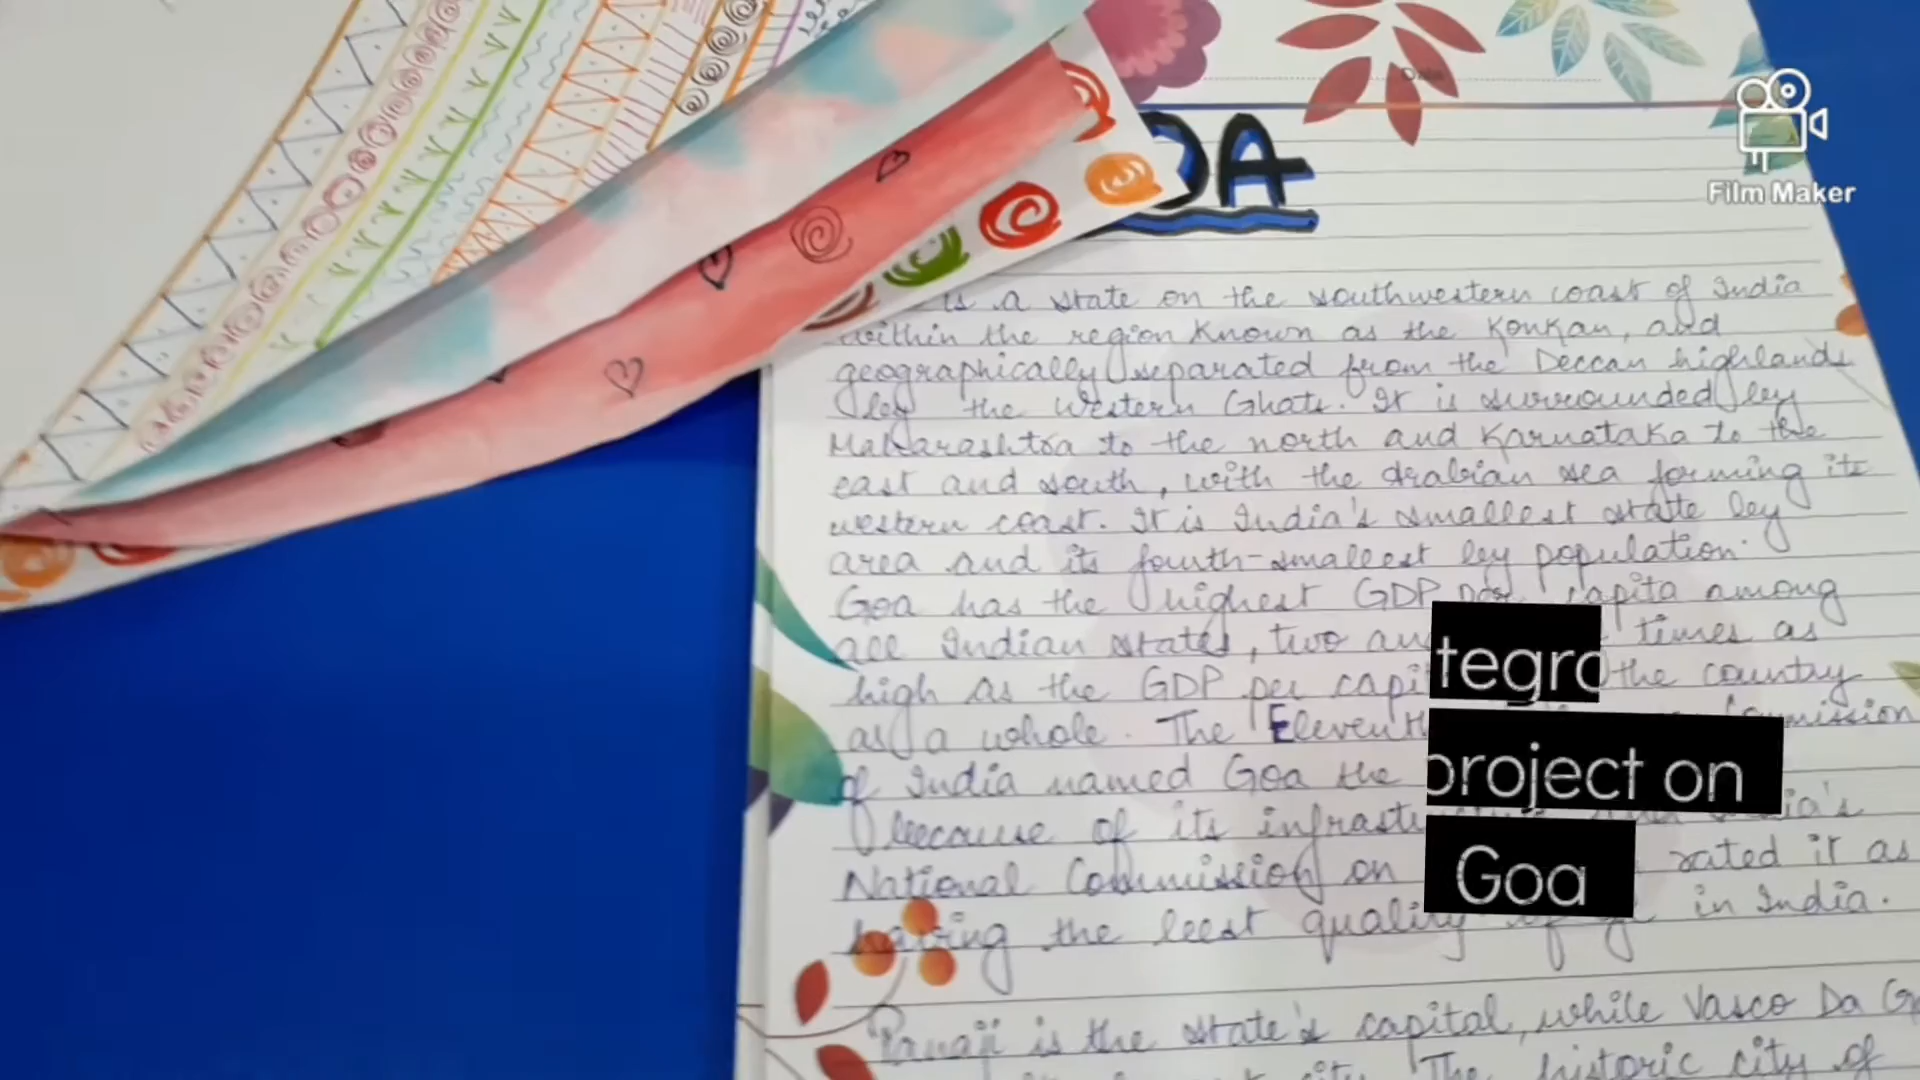 Date
OA
Film Maker
is a state on the southwestern coast of India
within the region known as the Konkan, and
geographically separated from the Deccan highlands
by the Western Ghats. It is surrounded by
Maharashtra to the north and Karnataka to the
east and south, with the Arabian sea forming its
western coast. It is India's smallest state by
area and its fourth-smallest by population.
Goa has the highest GDP per capita among
all Indian states, two times as
high as the GDP per capi the country
as a whole. The Eleventh mmission
of India named Goa the
because of its infrast ia's
National Commission on rated it as
having the best quality of in India.
Panaji is the state's capital, while Vasco Da G
city. The historic city of
tegra
project on
Goa